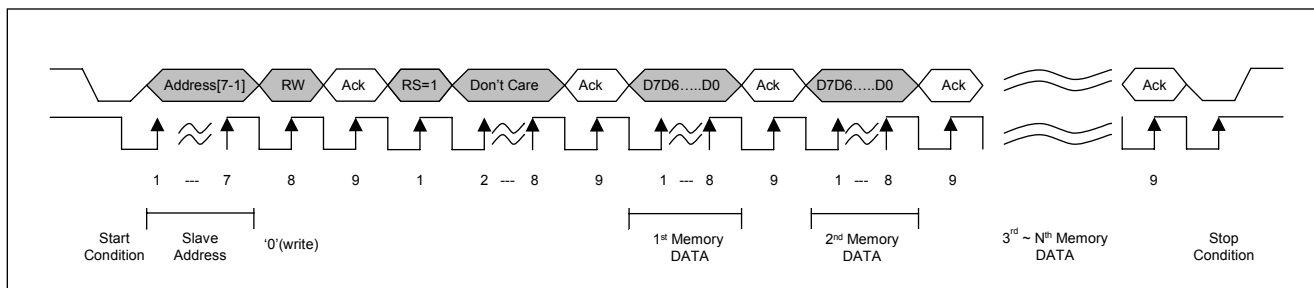 Address[7-1] RW Ack RS=1 Don't Care Ack D7D6.....D0 Ack D7D6.....D0 Ack Ack
1 --- 7 8 9 1 2 --- 8 9 1 --- 8 9 1 --- 8 9 9
Start Condition
Slave Address
'0'(write)
1st Memory DATA
2nd Memory DATA
3rd ~ Nth Memory DATA
Stop Condition